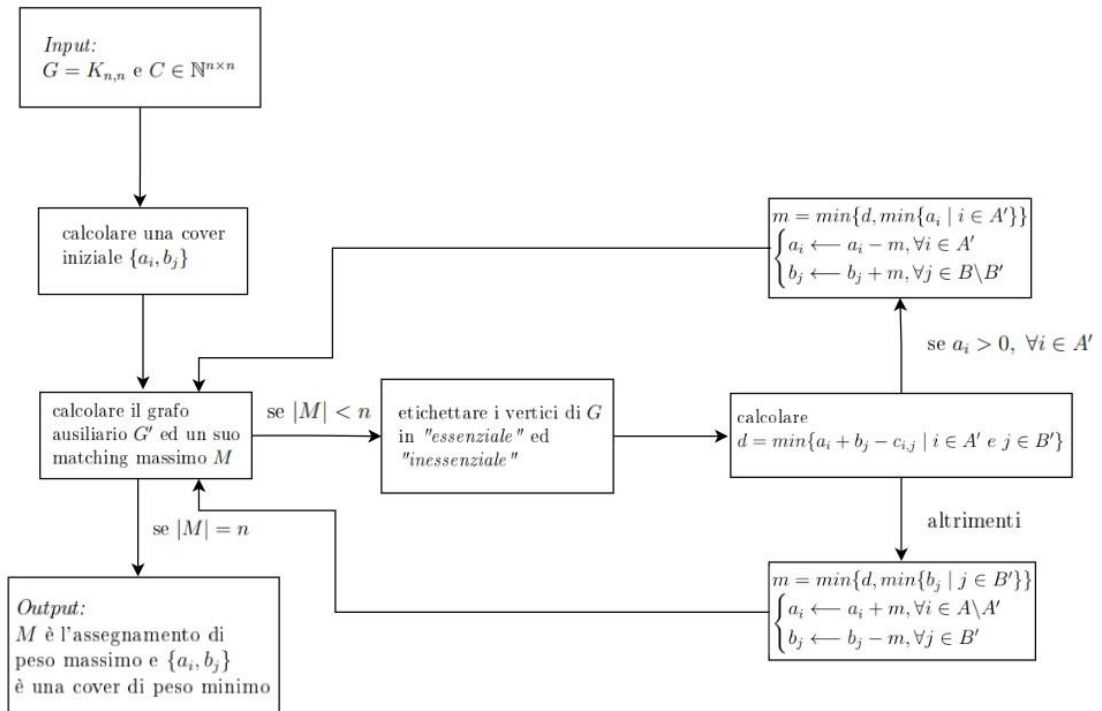 Input:
G = K_{n,n} e C ∈ ℕ^{n×n}
calcolare una cover
iniziale {a_i, b_j}
calcolare il grafo
ausiliario G′ ed un suo
matching massimo M
se |M| < n
etichettare i vertici di G
in "essenziale" ed
"inessenziale"
calcolare
d = min{a_i + b_j − c_{i,j} | i ∈ A′ e j ∈ B′}
se a_i > 0, ∀i ∈ A′
m = min{d, min{a_i | i ∈ A′}}
{a_i ⟵ a_i − m, ∀i ∈ A′
b_j ⟵ b_j + m, ∀j ∈ B\B′
altrimenti
m = min{d, min{b_j | j ∈ B′}}
{a_i ⟵ a_i + m, ∀i ∈ A\A′
b_j ⟵ b_j − m, ∀j ∈ B′
se |M| = n
Output:
M è l'assegnamento di
peso massimo e {a_i, b_j}
è una cover di peso minimo